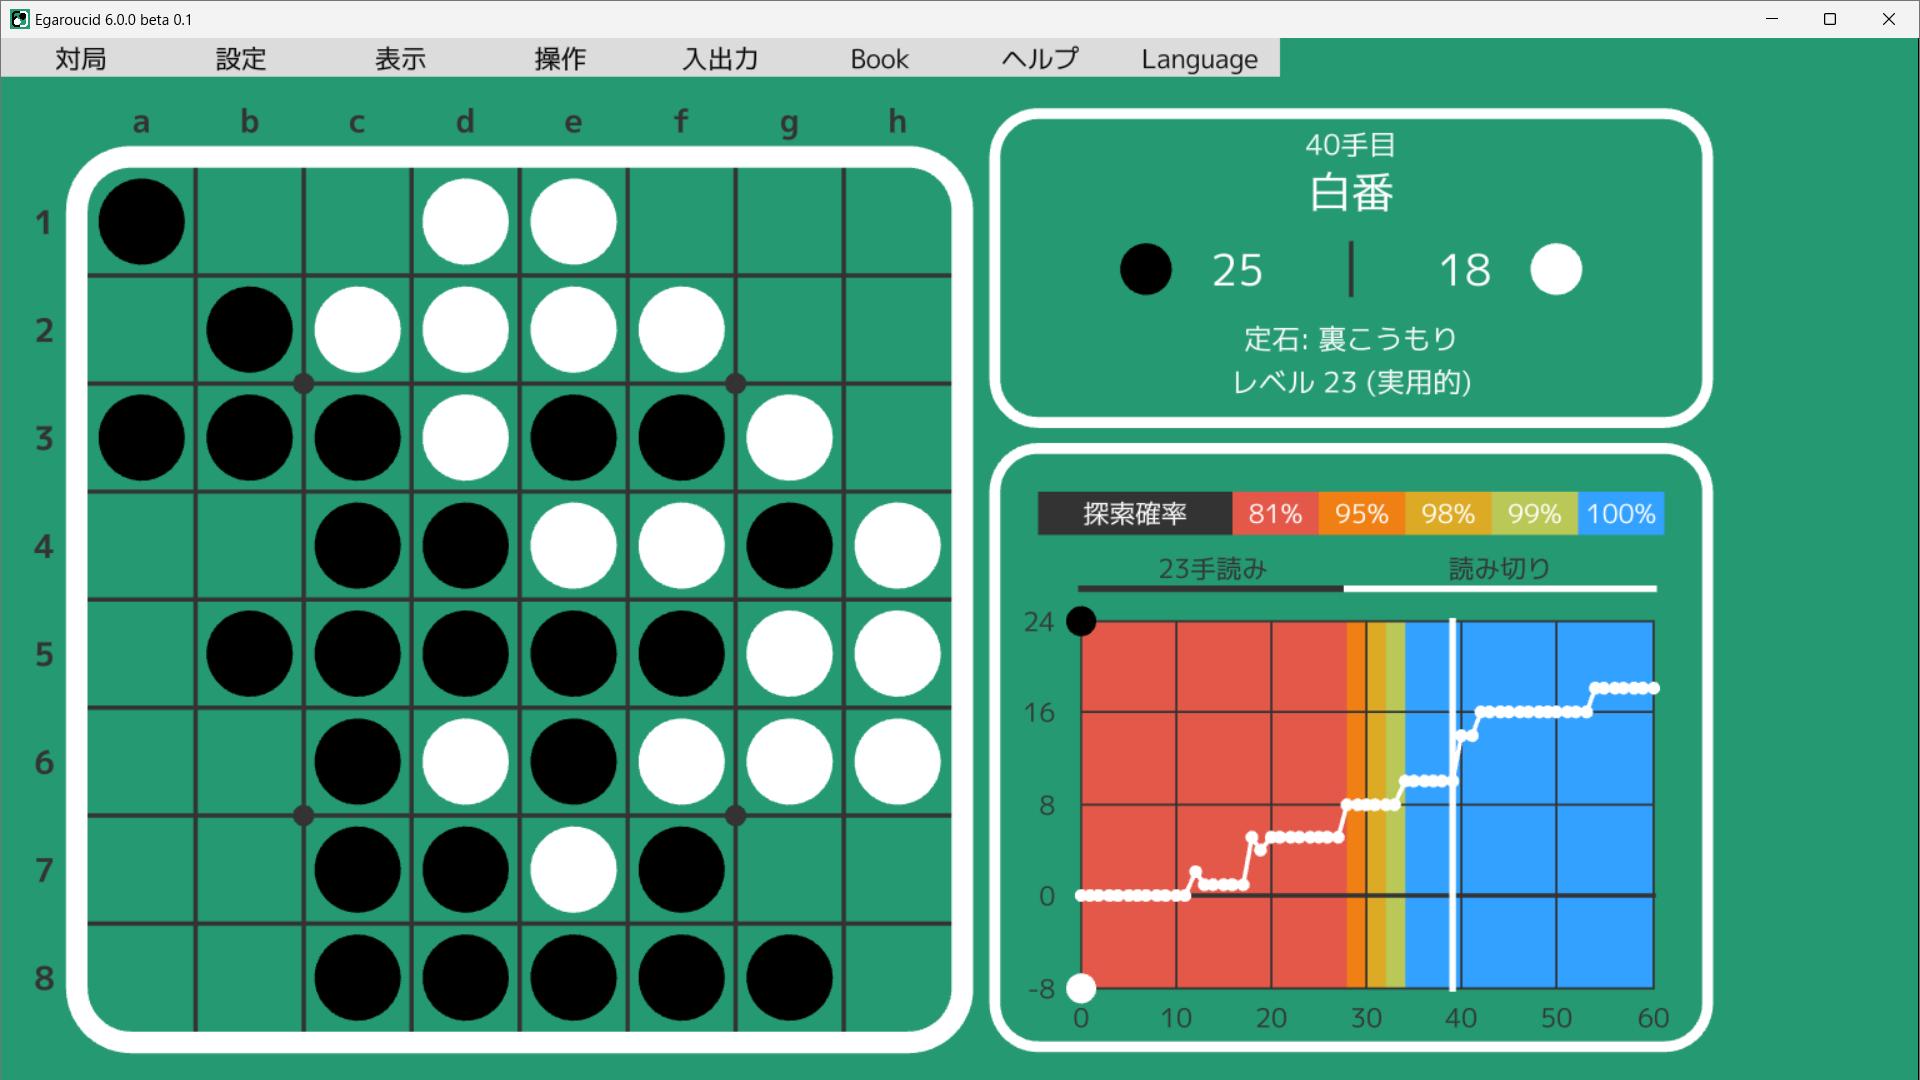 Egaroucid 6.0.0 beta 0.1
対局 設定 表示 操作 入出力 Book ヘルプ Language
a b c d e f g h
1
2
3
4
5
6
7
8
40手目
白番
25 18
定石: 裏こうもり
レベル 23 (実用的)
探索確率 81% 95% 98% 99% 100%
23手読み 読み切り
24
16
8
0
-8
0 10 20 30 40 50 60